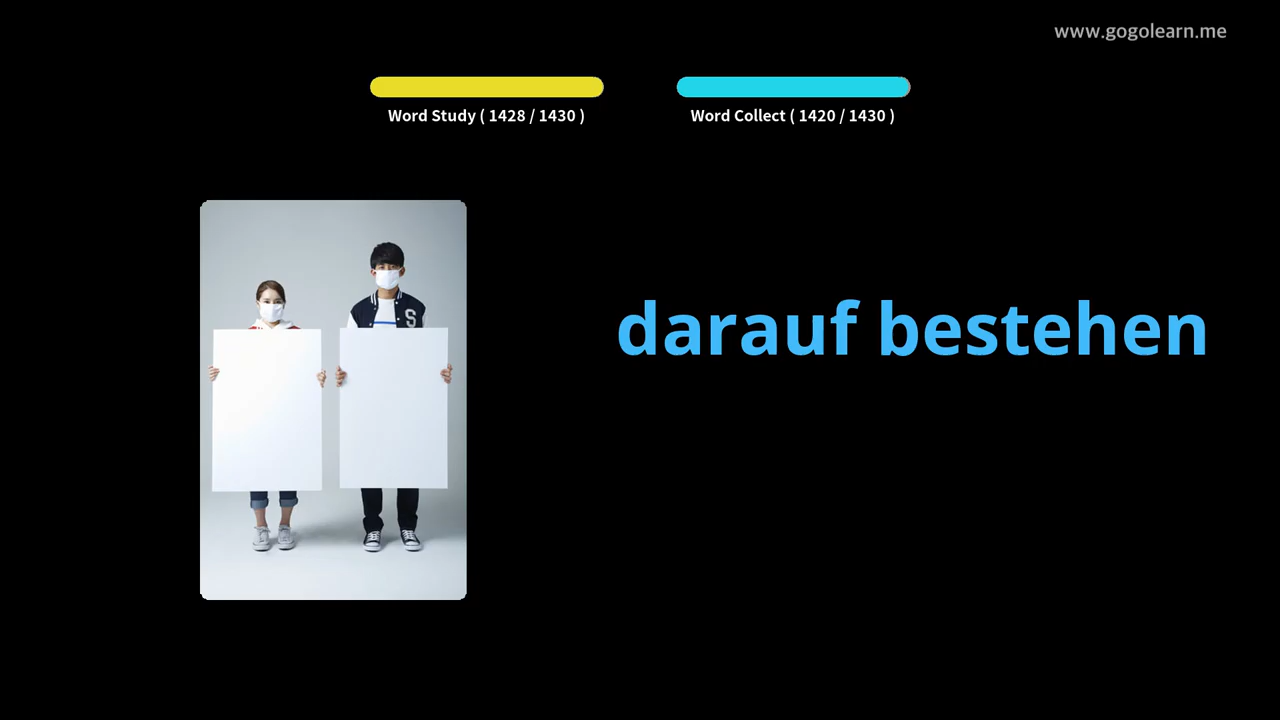 www.gogolearn.me
Word Study ( 1428 / 1430 )
Word Collect ( 1420 / 1430 )
S
darauf bestehen